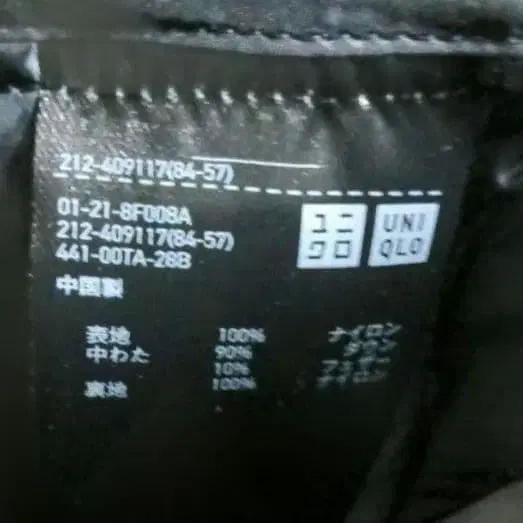 212-409117(84-57)
01-21-8F008A
212-409117(84-57)
441-00TA-28B
ユニ
クロ
UNI
QLO
中国製
表地 100% ナイロン
中わた 90% ダウン
10% フェザー
裏地 100% ナイロン